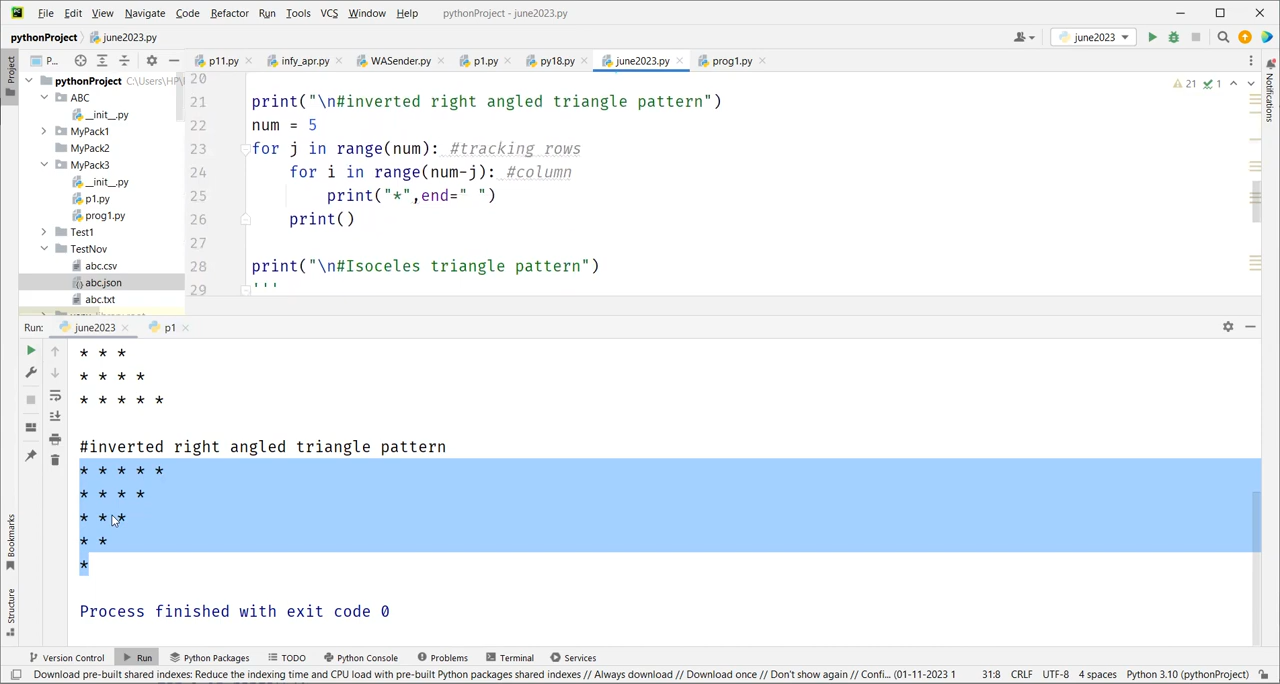 File Edit View Navigate Code Refactor Run Tools VCS Window Help pythonProject - june2023.py
pythonProject june2023.py june2023
Project P... p11.py infy_apr.py WASender.py p1.py py18.py june2023.py prog1.py
pythonProject C:\Users\HP\
ABC
__init__.py
MyPack1
MyPack2
MyPack3
__init__.py
p1.py
prog1.py
Test1
TestNov
abc.csv
abc.json
abc.txt
21 1
Notifications
20
21 print("\n#inverted right angled triangle pattern")
22 num = 5
23 for j in range(num): #tracking rows
24 for i in range(num-j): #column
25 print("*",end=" ")
26 print()
27
28 print("\n#Isoceles triangle pattern")
29 '''
Run: june2023 p1
* * *
* * * *
* * * * *
#inverted right angled triangle pattern
* * * * *
* * * *
* * *
* *
*
Process finished with exit code 0
Bookmarks
Structure
Version Control Run Python Packages TODO Python Console Problems Terminal Services
Download pre-built shared indexes: Reduce the indexing time and CPU load with pre-built Python packages shared indexes // Always download // Download once // Don't show again // Confi... (01-11-2023 1 31:8 CRLF UTF-8 4 spaces Python 3.10 (pythonProject)